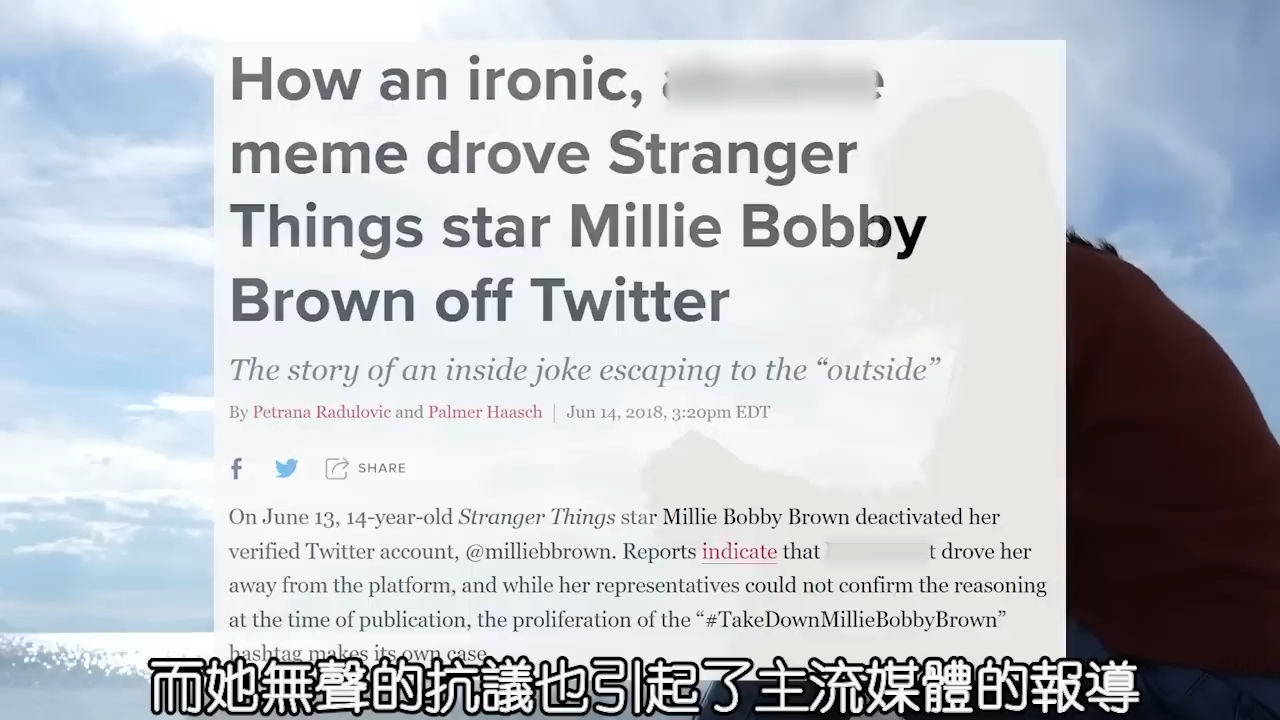 How an ironic,
meme drove Stranger
Things star Millie Bobby
Brown off Twitter
The story of an inside joke escaping to the “outside”
By Petrana Radulovic and Palmer Haasch | Jun 14, 2018, 3:20pm EDT
SHARE
On June 13, 14-year-old Stranger Things star Millie Bobby Brown deactivated her
verified Twitter account, @milliebbrown. Reports indicate that drove her
away from the platform, and while her representatives could not confirm the reasoning
at the time of publication, the proliferation of the “#TakeDownMillieBobbyBrown”
hashtag makes its own case.
而她無聲的抗議也引起了主流媒體的報導